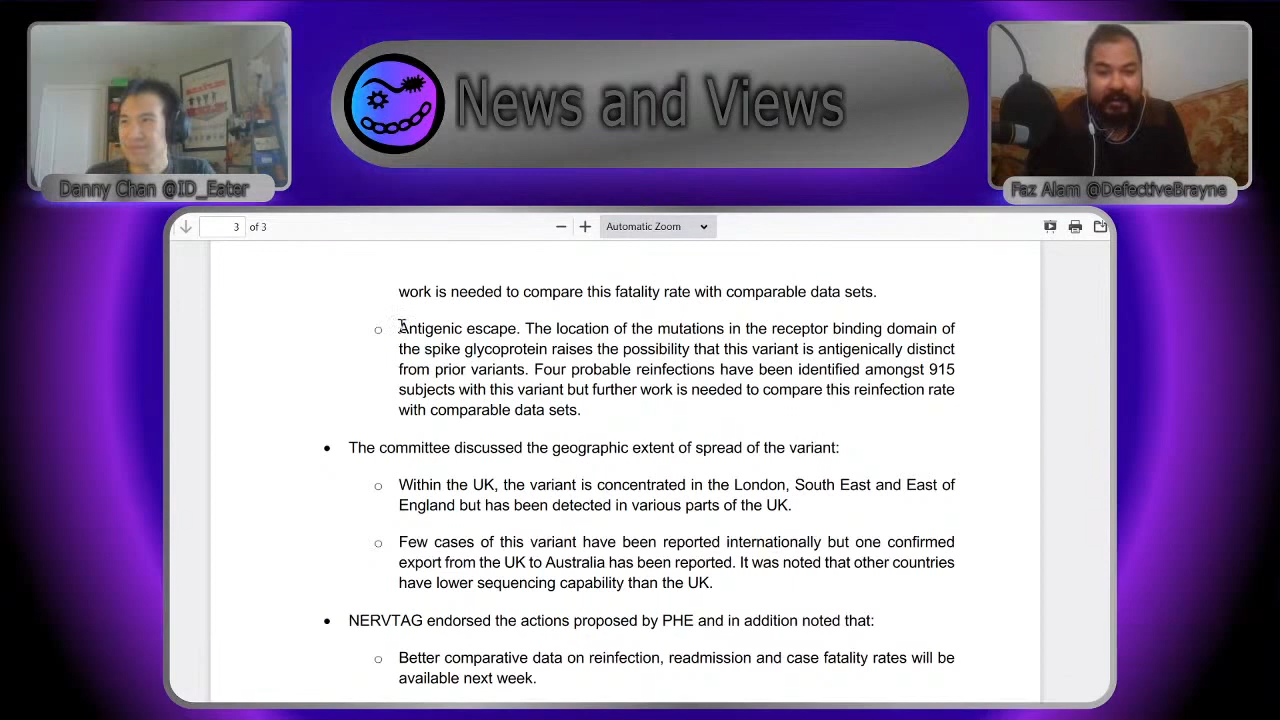 News and Views
Danny Chan @ID_Eater
Faz Alam @DefectiveBrayne
3 of 3
Automatic Zoom
work is needed to compare this fatality rate with comparable data sets.
○ Antigenic escape. The location of the mutations in the receptor binding domain of
the spike glycoprotein raises the possibility that this variant is antigenically distinct
from prior variants. Four probable reinfections have been identified amongst 915
subjects with this variant but further work is needed to compare this reinfection rate
with comparable data sets.
• The committee discussed the geographic extent of spread of the variant:
○ Within the UK, the variant is concentrated in the London, South East and East of
England but has been detected in various parts of the UK.
○ Few cases of this variant have been reported internationally but one confirmed
export from the UK to Australia has been reported. It was noted that other countries
have lower sequencing capability than the UK.
• NERVTAG endorsed the actions proposed by PHE and in addition noted that:
○ Better comparative data on reinfection, readmission and case fatality rates will be
available next week.